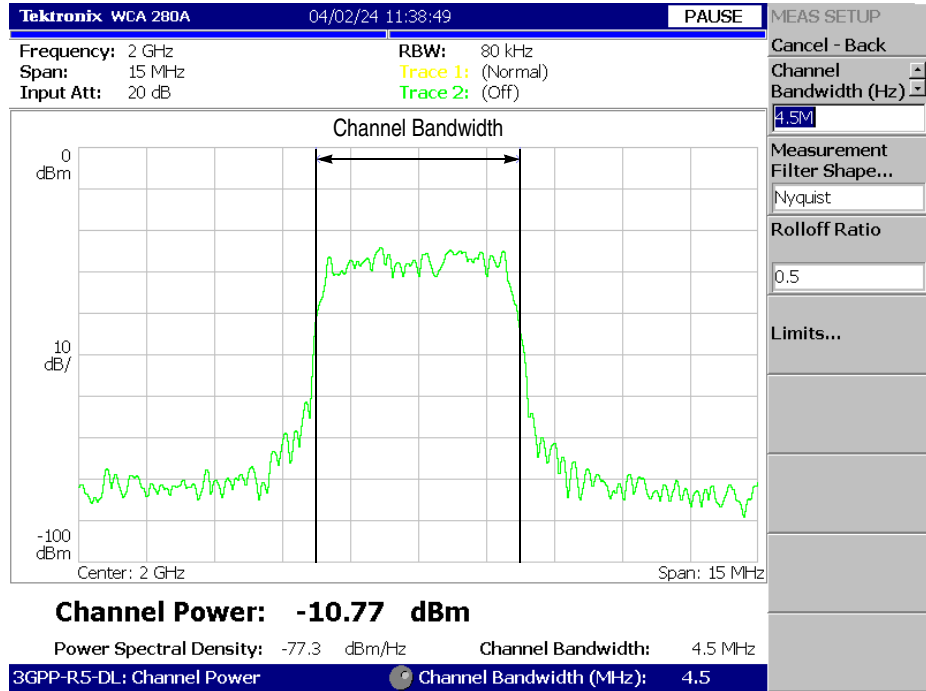 Tektronix WCA 280A 04/02/24 11:38:49 PAUSE
Frequency: 2 GHz RBW: 80 kHz
Span: 15 MHz Trace 1: (Normal)
Input Att: 20 dB Trace 2: (Off)
Channel Bandwidth
0
dBm
10
dB/
-100
dBm
Center: 2 GHz Span: 15 MHz
Channel Power: -10.77 dBm
Power Spectral Density: -77.3 dBm/Hz Channel Bandwidth: 4.5 MHz
3GPP-R5-DL: Channel Power Channel Bandwidth (MHz): 4.5
MEAS SETUP
Cancel - Back
Channel
Bandwidth (Hz)
4.5M
Measurement
Filter Shape...
Nyquist
Rolloff Ratio
0.5
Limits...